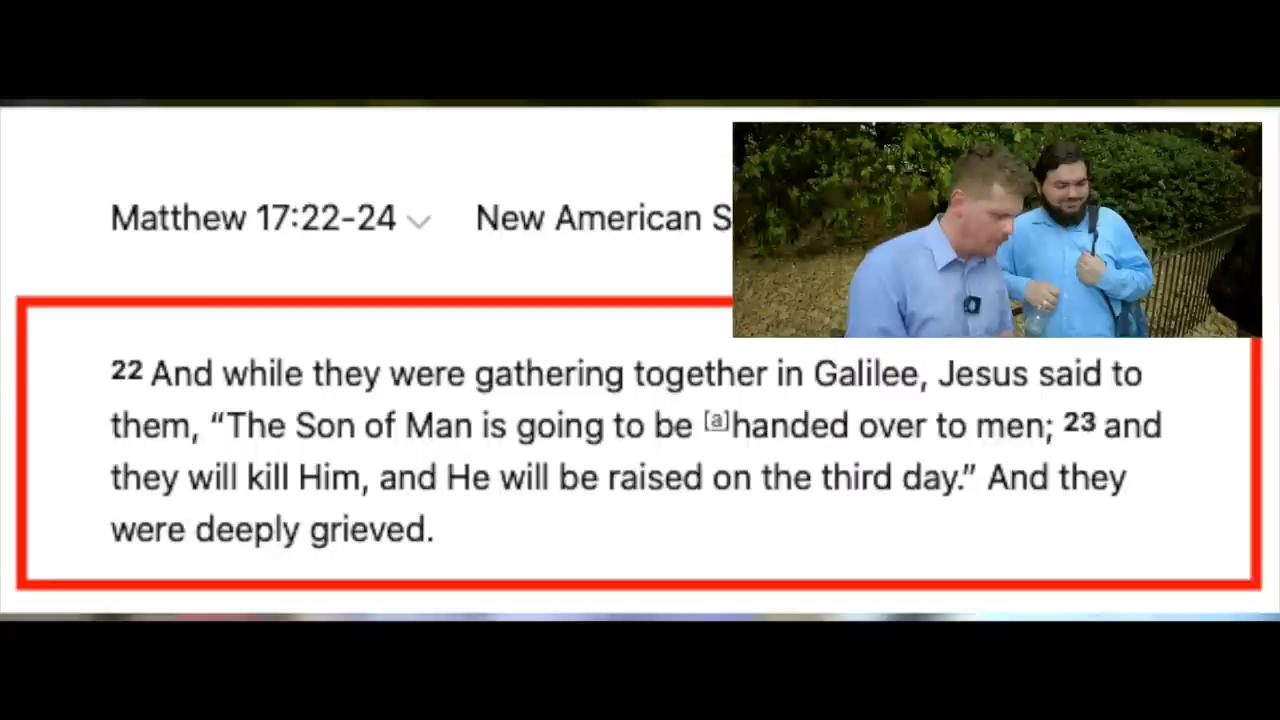 Matthew 17:22-24 New American S
22 And while they were gathering together in Galilee, Jesus said to
them, “The Son of Man is going to be [a]handed over to men; 23 and
they will kill Him, and He will be raised on the third day.” And they
were deeply grieved.